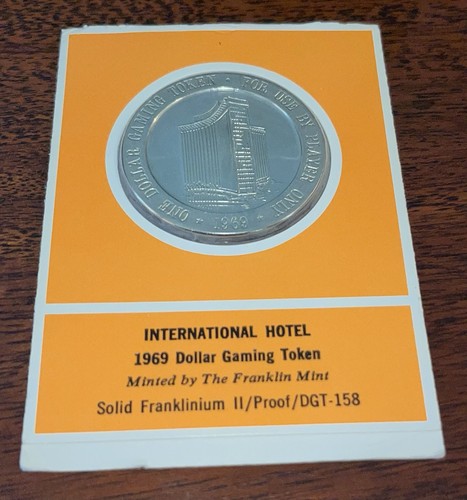 ONE DOLLAR GAMING TOKEN · FOR USE BY PLAYER ONLY
· 1969 ·
INTERNATIONAL HOTEL
1969 Dollar Gaming Token
Minted by The Franklin Mint
Solid Franklinium II/Proof/DGT-158